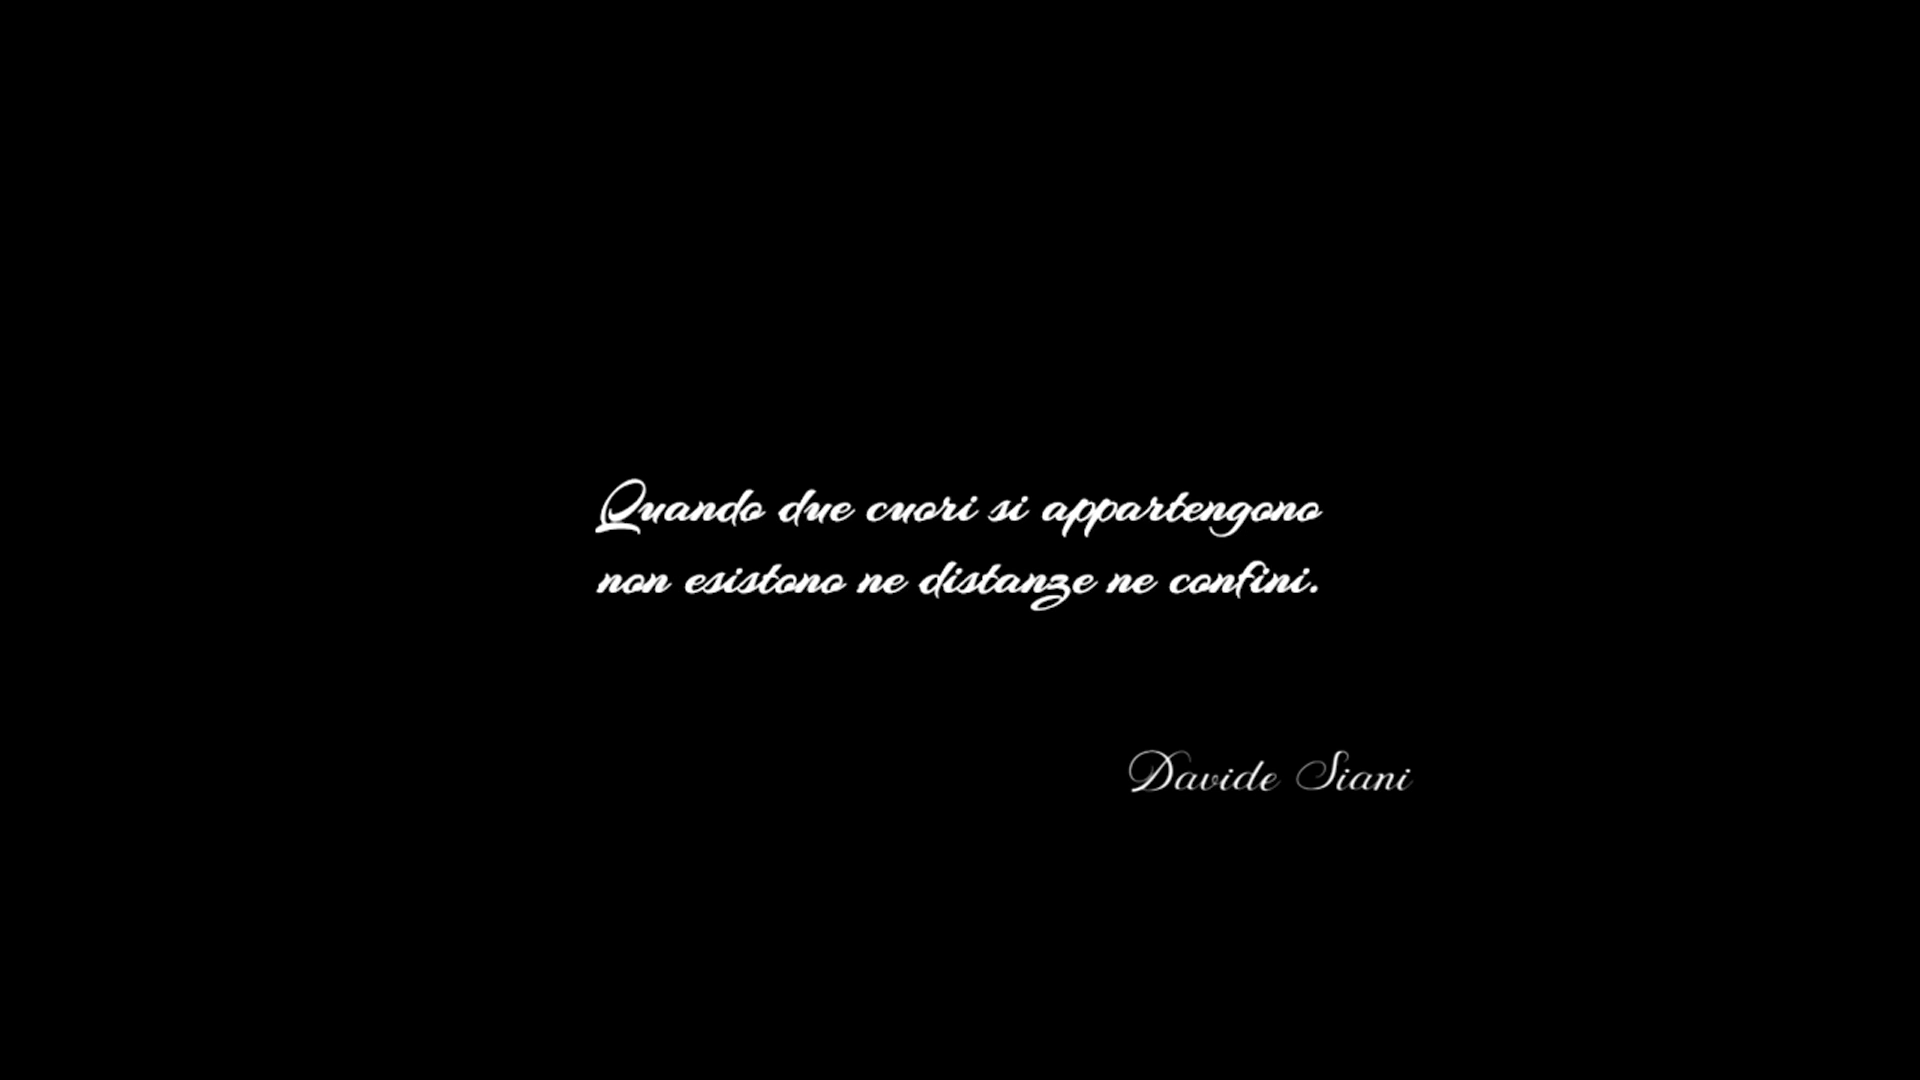 Quando due cuori si appartengono
non esistono ne distanze ne confini.
Davide Siani